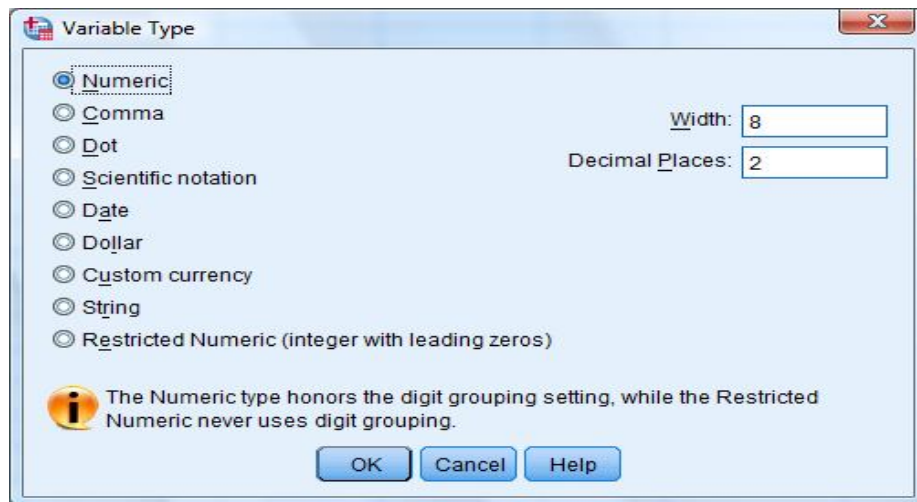 Variable Type
Numeric
Comma
Width: 8
Dot
Decimal Places: 2
Scientific notation
Date
Dollar
Custom currency
String
Restricted Numeric (integer with leading zeros)
The Numeric type honors the digit grouping setting, while the Restricted
Numeric never uses digit grouping.
OK Cancel Help